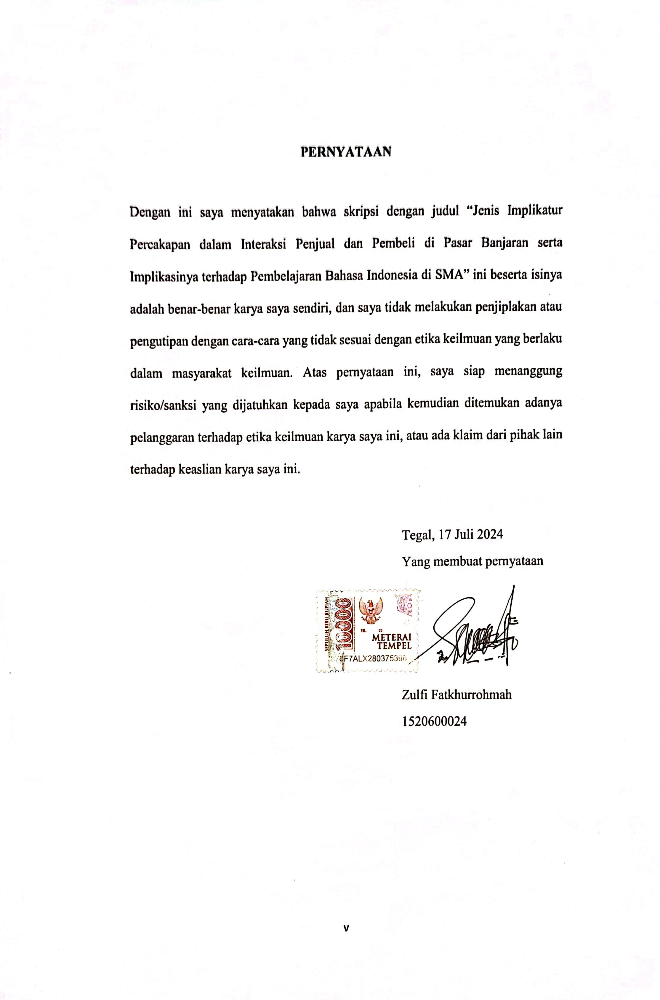 PERNYATAAN
Dengan ini saya menyatakan bahwa skripsi dengan judul “Jenis Implikatur
Percakapan dalam Interaksi Penjual dan Pembeli di Pasar Banjaran serta
Implikasinya terhadap Pembelajaran Bahasa Indonesia di SMA” ini beserta isinya
adalah benar-benar karya saya sendiri, dan saya tidak melakukan penjiplakan atau
pengutipan dengan cara-cara yang tidak sesuai dengan etika keilmuan yang berlaku
dalam masyarakat keilmuan. Atas pernyataan ini, saya siap menanggung
risiko/sanksi yang dijatuhkan kepada saya apabila kemudian ditemukan adanya
pelanggaran terhadap etika keilmuan karya saya ini, atau ada klaim dari pihak lain
terhadap keaslian karya saya ini.
Tegal, 17 Juli 2024
Yang membuat pernyataan
SEPULUH RIBU RUPIAH
10000
TGL. 20
METERAI
TEMPEL
Zulfi Fatkhurrohmah
1520600024
v